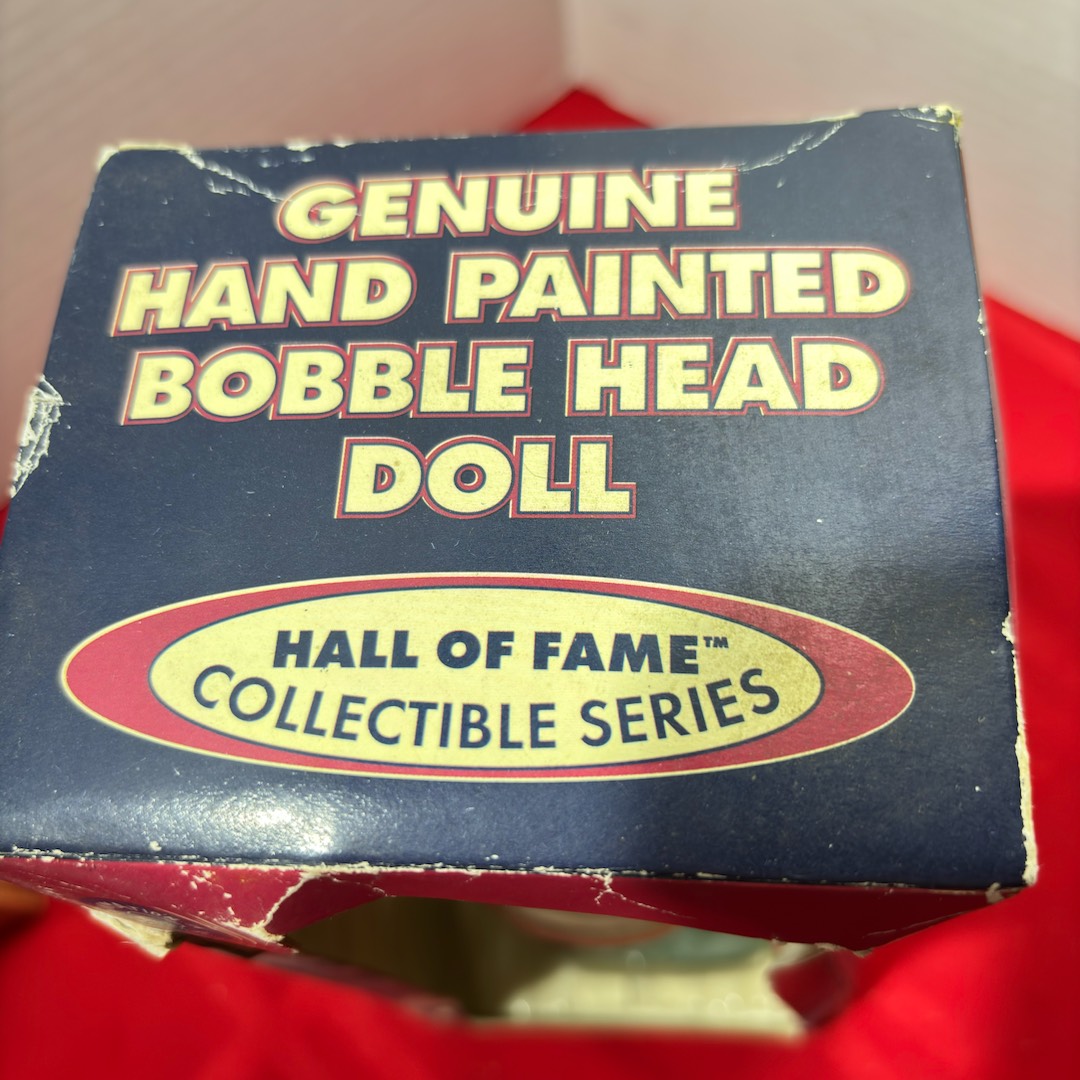 GENUINE
HAND PAINTED
BOBBLE HEAD
DOLL
HALL OF FAME™
COLLECTIBLE SERIES